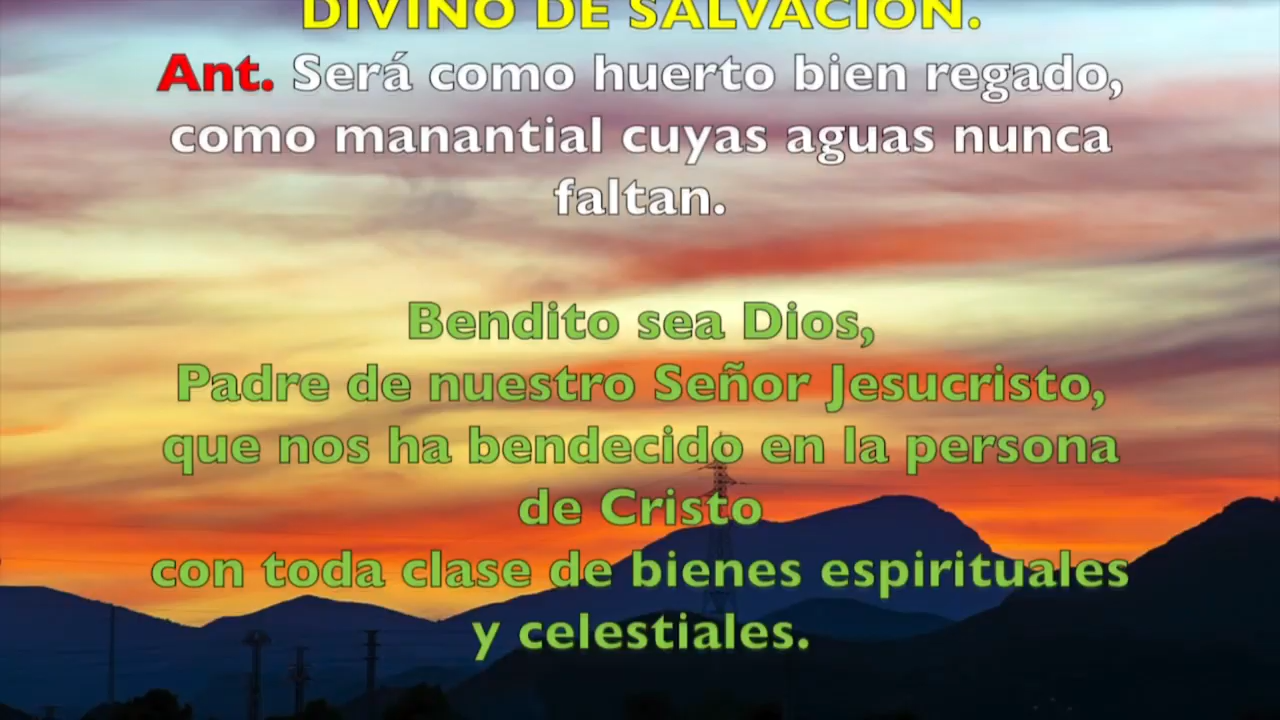 DIVINO DE SALVACIÓN.
Ant. Será como huerto bien regado,
como manantial cuyas aguas nunca
faltan.
Bendito sea Dios,
Padre de nuestro Señor Jesucristo,
que nos ha bendecido en la persona
de Cristo
con toda clase de bienes espirituales
y celestiales.